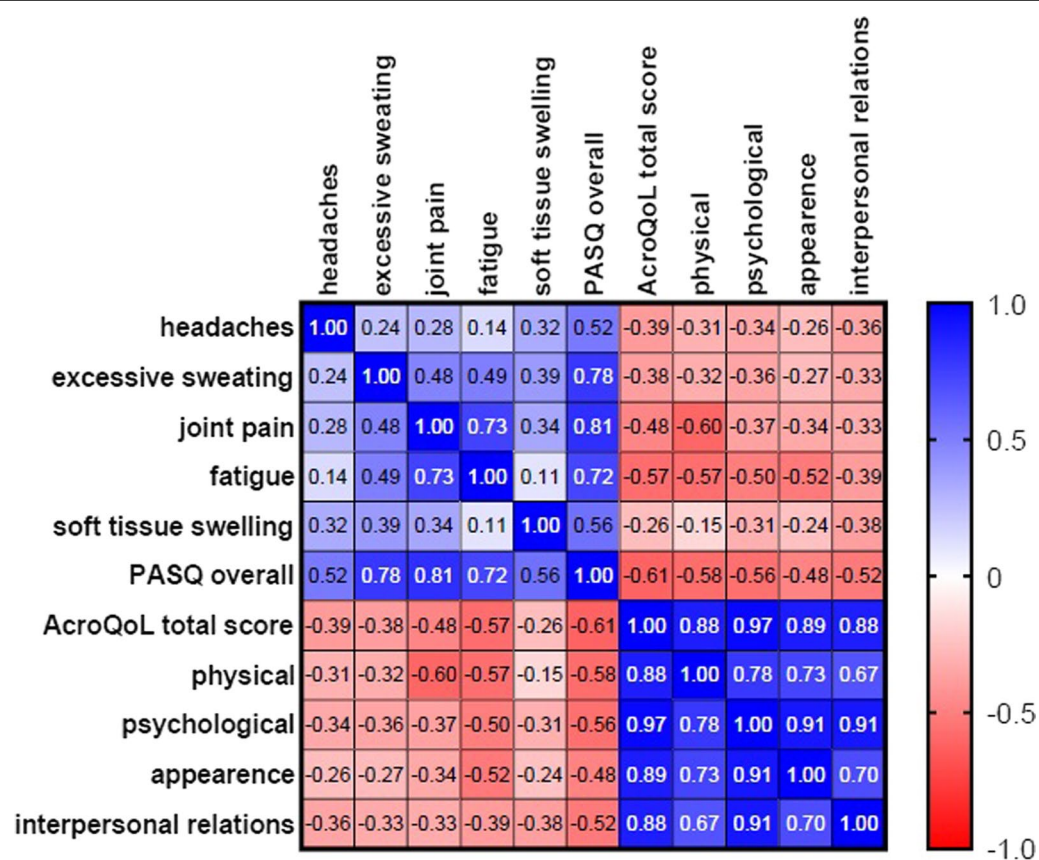 headaches
excessive sweating
joint pain
fatigue
soft tissue swelling
PASQ overall
AcroQoL total score
physical
psychological
appearence
interpersonal relations
headaches 1.00 0.24 0.28 0.14 0.32 0.52 -0.39 -0.31 -0.34 -0.26 -0.36
excessive sweating 0.24 1.00 0.48 0.49 0.39 0.78 -0.38 -0.32 -0.36 -0.27 -0.33
joint pain 0.28 0.48 1.00 0.73 0.34 0.81 -0.48 -0.60 -0.37 -0.34 -0.33
fatigue 0.14 0.49 0.73 1.00 0.11 0.72 -0.57 -0.57 -0.50 -0.52 -0.39
soft tissue swelling 0.32 0.39 0.34 0.11 1.00 0.56 -0.26 -0.15 -0.31 -0.24 -0.38
PASQ overall 0.52 0.78 0.81 0.72 0.56 1.00 -0.61 -0.58 -0.56 -0.48 -0.52
AcroQoL total score -0.39 -0.38 -0.48 -0.57 -0.26 -0.61 1.00 0.88 0.97 0.89 0.88
physical -0.31 -0.32 -0.60 -0.57 -0.15 -0.58 0.88 1.00 0.78 0.73 0.67
psychological -0.34 -0.36 -0.37 -0.50 -0.31 -0.56 0.97 0.78 1.00 0.91 0.91
appearence -0.26 -0.27 -0.34 -0.52 -0.24 -0.48 0.89 0.73 0.91 1.00 0.70
interpersonal relations -0.36 -0.33 -0.33 -0.39 -0.38 -0.52 0.88 0.67 0.91 0.70 1.00
1.0
0.5
0
-0.5
-1.0